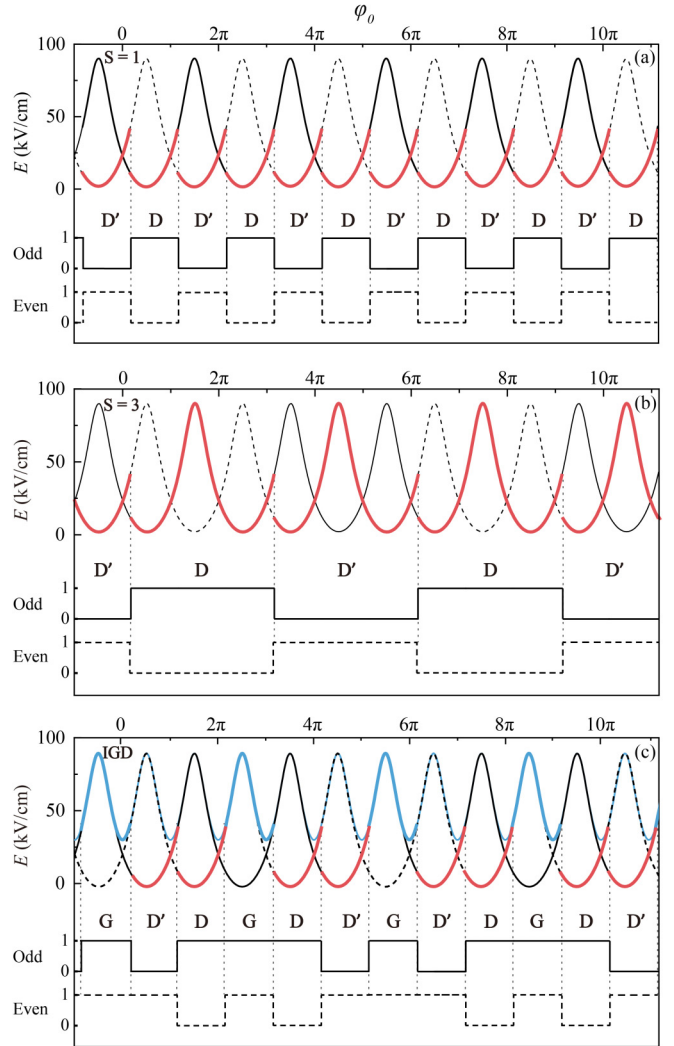 φ₀
0 2π 4π 6π 8π 10π
100 S = 1 (a)
50
E (kV/cm)
0
D' D D' D D' D D' D D' D D' D
1
Odd
0
1
Even
0
0 2π 4π 6π 8π 10π
100 S = 3 (b)
50
E (kV/cm)
0
D' D D' D D'
1
Odd
0
1
Even
0
0 2π 4π 6π 8π 10π
100 IGD (c)
50
E (kV/cm)
0
G D' D G D D' G D' D G D D'
1
Odd
0
1
Even
0